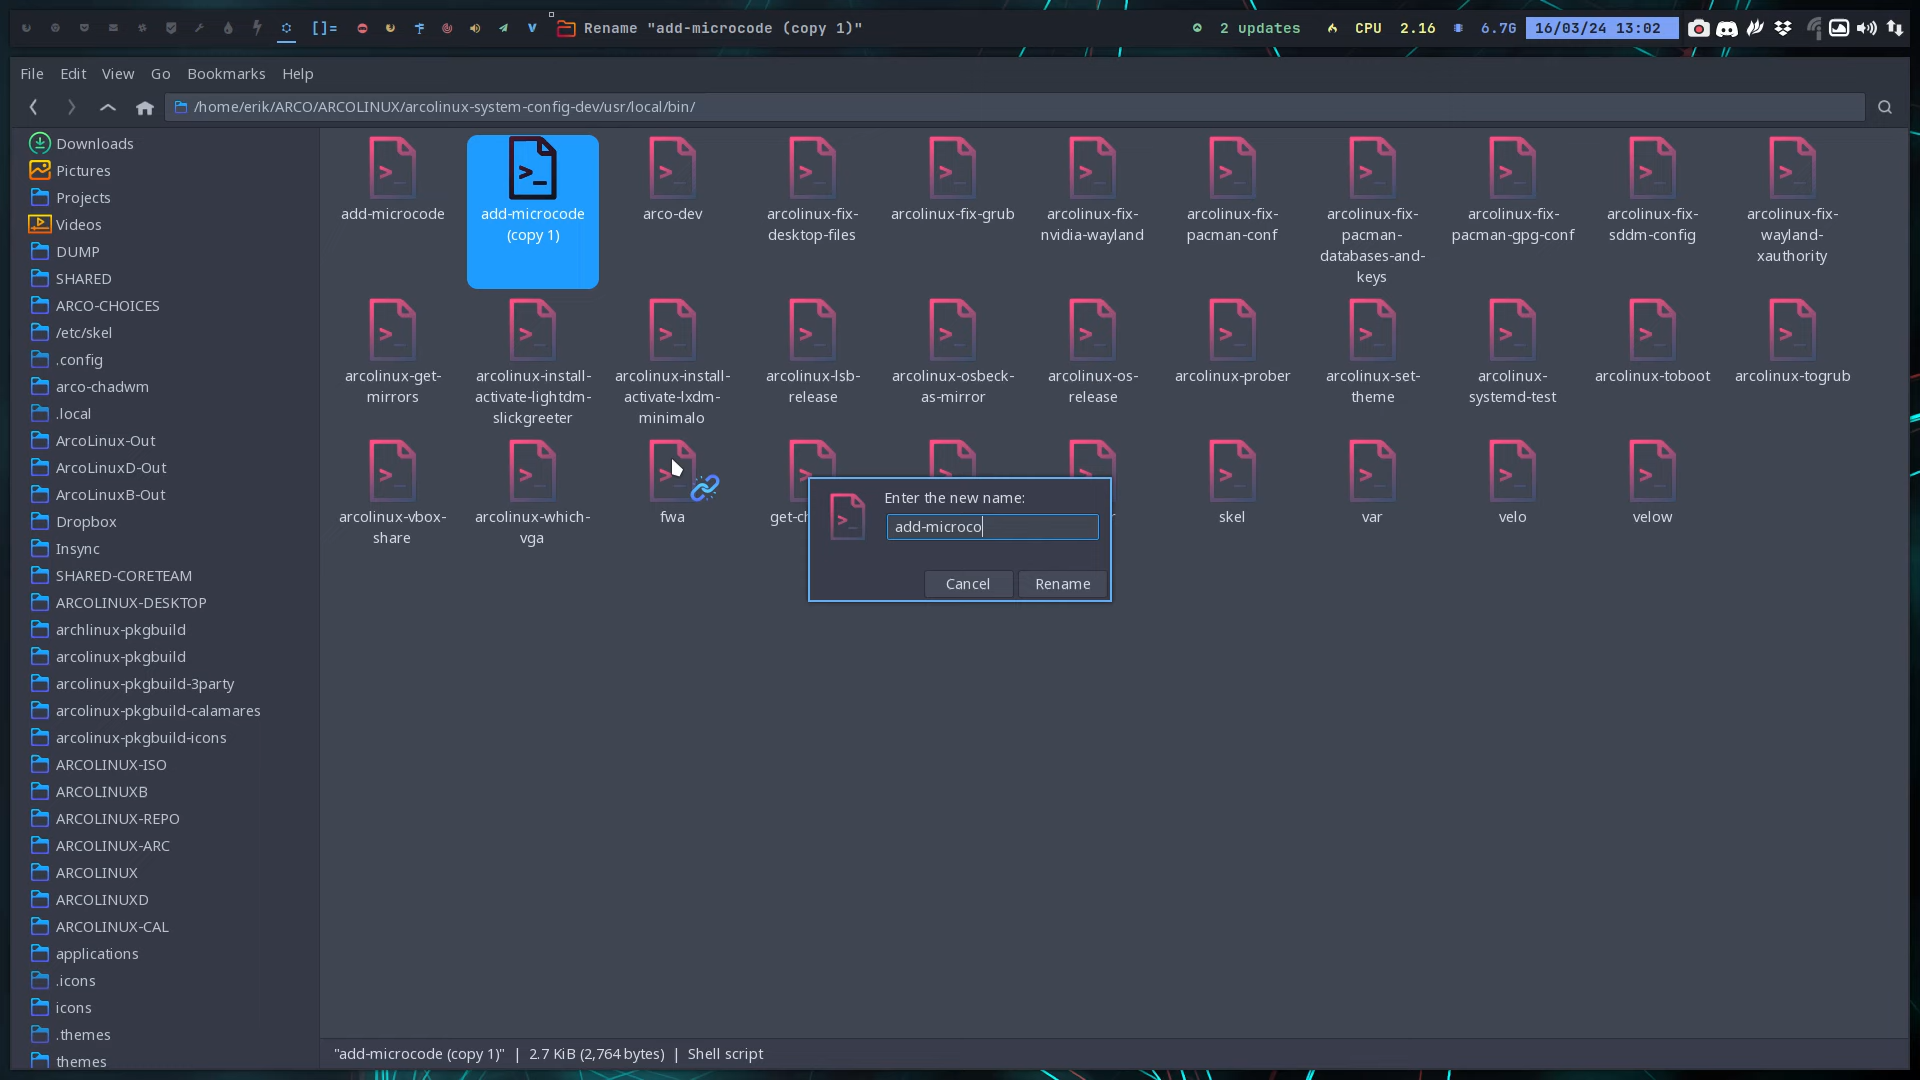 []=
V
Rename "add-microcode (copy 1)"
2 updates
CPU 2.16
6.7G
16/03/24 13:02
File Edit View Go Bookmarks Help
/home/erik/ARCO/ARCOLINUX/arcolinux-system-config-dev/usr/local/bin/
Downloads
Pictures
Projects
Videos
DUMP
SHARED
ARCO-CHOICES
/etc/skel
.config
arco-chadwm
.local
ArcoLinux-Out
ArcoLinuxD-Out
ArcoLinuxB-Out
Dropbox
Insync
SHARED-CORETEAM
ARCOLINUX-DESKTOP
archlinux-pkgbuild
arcolinux-pkgbuild
arcolinux-pkgbuild-3party
arcolinux-pkgbuild-calamares
arcolinux-pkgbuild-icons
ARCOLINUX-ISO
ARCOLINUXB
ARCOLINUX-REPO
ARCOLINUX-ARC
ARCOLINUX
ARCOLINUXD
ARCOLINUX-CAL
applications
.icons
icons
.themes
themes
add-microcode
add-microcode
(copy 1)
arco-dev
arcolinux-fix-
desktop-files
arcolinux-fix-grub
arcolinux-fix-
nvidia-wayland
arcolinux-fix-
pacman-conf
arcolinux-fix-
pacman-
databases-and-
keys
arcolinux-fix-
pacman-gpg-conf
arcolinux-fix-
sddm-config
arcolinux-fix-
wayland-
xauthority
arcolinux-get-
mirrors
arcolinux-install-
activate-lightdm-
slickgreeter
arcolinux-install-
activate-lxdm-
minimalo
arcolinux-lsb-
release
arcolinux-osbeck-
as-mirror
arcolinux-os-
release
arcolinux-prober
arcolinux-set-
theme
arcolinux-
systemd-test
arcolinux-toboot
arcolinux-togrub
arcolinux-vbox-
share
arcolinux-which-
vga
fwa
skel
var
velo
velow
Enter the new name:
add-microco
Cancel Rename
"add-microcode (copy 1)" | 2.7 KiB (2,764 bytes) | Shell script